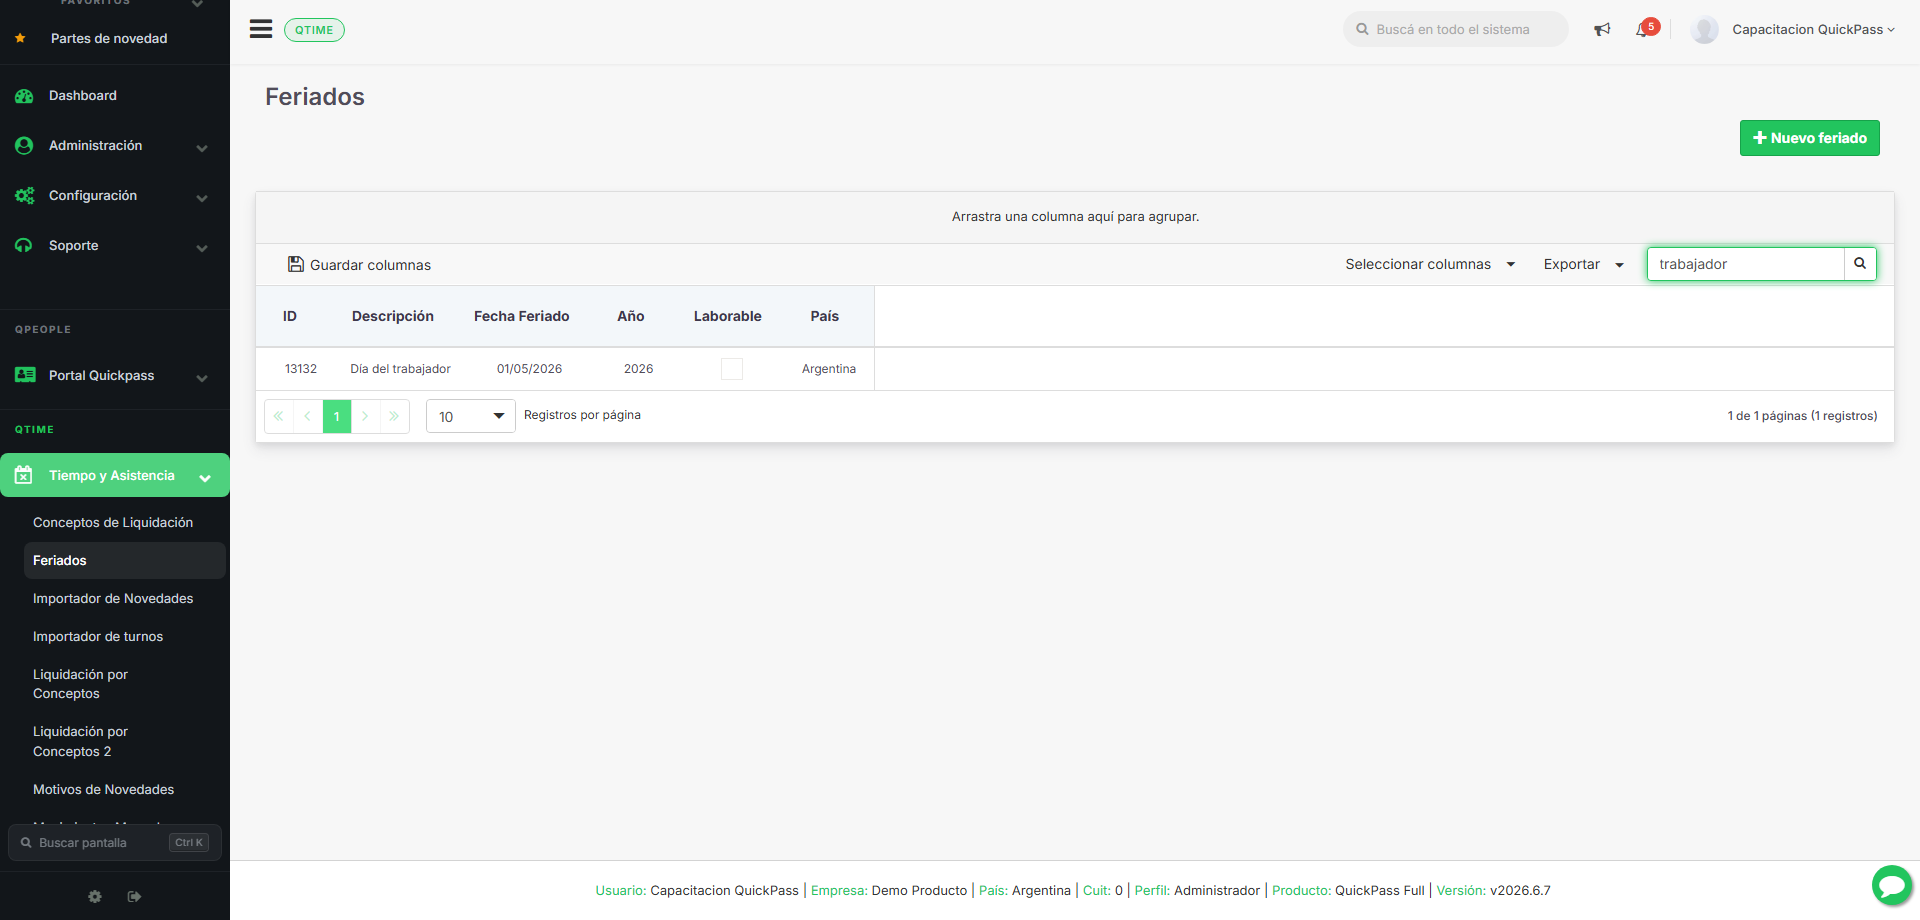 FAVORITOS
Partes de novedad
Dashboard
Administración
Configuración
Soporte
QPEOPLE
Portal Quickpass
QTIME
Tiempo y Asistencia
Conceptos de Liquidación
Feriados
Importador de Novedades
Importador de turnos
Liquidación por
Conceptos
Liquidación por
Conceptos 2
Motivos de Novedades
Buscar pantalla Ctrl K
QTIME
Buscá en todo el sistema
5
Capacitacion QuickPass
Feriados
Nuevo feriado
Arrastra una columna aquí para agrupar.
Guardar columnas Seleccionar columnas Exportar trabajador
ID Descripción Fecha Feriado Año Laborable País
13132 Día del trabajador 01/05/2026 2026 Argentina
« ‹ 1 › » 10 Registros por página 1 de 1 páginas (1 registros)
Usuario: Capacitacion QuickPass | Empresa: Demo Producto | País: Argentina | Cuit: 0 | Perfil: Administrador | Producto: QuickPass Full | Versión: v2026.6.7